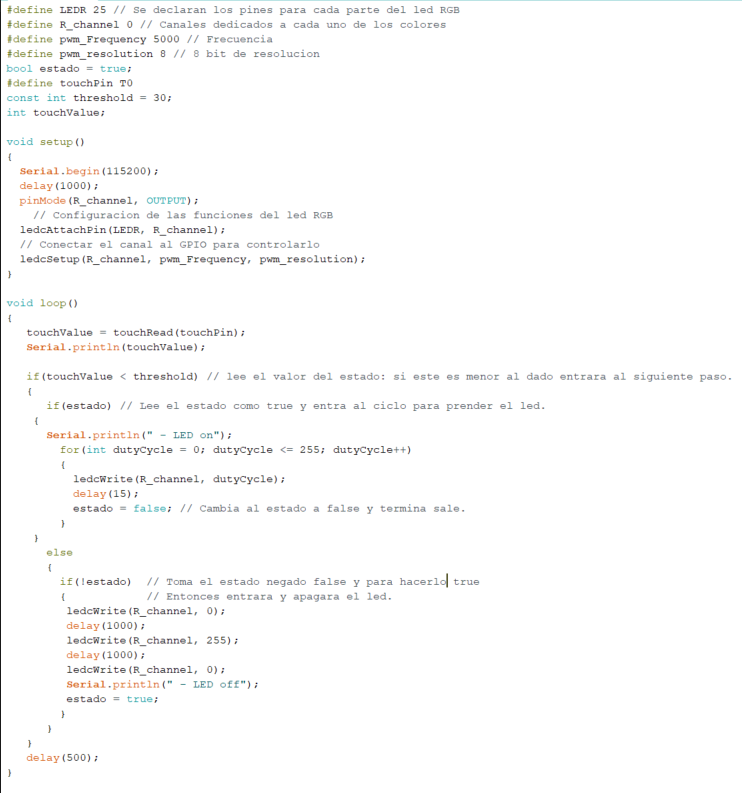 #define LEDR 25 // Se declaran los pines para cada parte del led RGB
#define R_channel 0 // Canales dedicados a cada uno de los colores
#define pwm_Frequency 5000 // Frecuencia
#define pwm_resolution 8 // 8 bit de resolucion
bool estado = true;
#define touchPin T0
const int threshold = 30;
int touchValue;

void setup()
{
  Serial.begin(115200);
  delay(1000);
  pinMode(R_channel, OUTPUT);
    // Configuracion de las funciones del led RGB
  ledcAttachPin(LEDR, R_channel);
  // Conectar el canal al GPIO para controlarlo
  ledcSetup(R_channel, pwm_Frequency, pwm_resolution);
}

void loop()
{
   touchValue = touchRead(touchPin);
   Serial.println(touchValue);

   if(touchValue < threshold) // lee el valor del estado: si este es menor al dado entrara al siguiente paso.
   {
      if(estado) // Lee el estado como true y entra al ciclo para prender el led.
    {
      Serial.println(" - LED on");
        for(int dutyCycle = 0; dutyCycle <= 255; dutyCycle++)
        {
          ledcWrite(R_channel, dutyCycle);
          delay(15);
          estado = false; // Cambia al estado a false y termina sale.
        }
    }
      else
      {
        if(!estado)  // Toma el estado negado false y para hacerlo true
        {            // Entonces entrara y apagara el led.
         ledcWrite(R_channel, 0);
         delay(1000);
         ledcWrite(R_channel, 255);
         delay(1000);
         ledcWrite(R_channel, 0);
         Serial.println(" - LED off");
         estado = true;
        }
      }
   }
   delay(500);
}